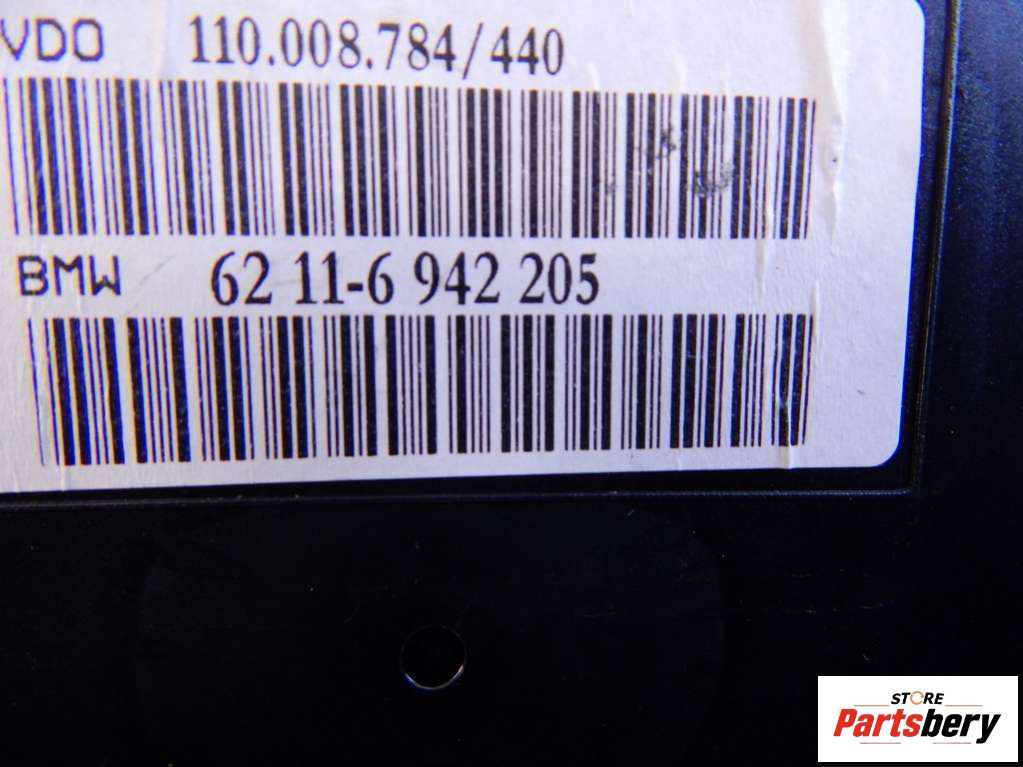 VDO 110.008.784/440
BMW 62 11-6 942 205
STORE
Partsbery